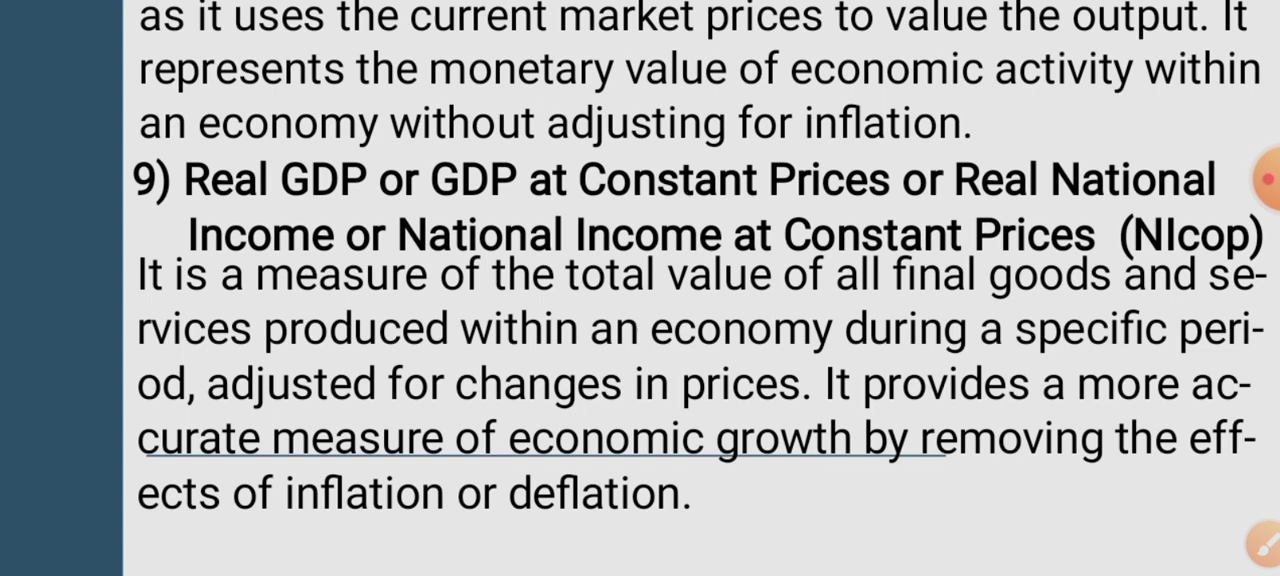 as it uses the current market prices to value the output. It
represents the monetary value of economic activity within
an economy without adjusting for inflation.
9) Real GDP or GDP at Constant Prices or Real National
Income or National Income at Constant Prices (NIcop)
It is a measure of the total value of all final goods and se-
rvices produced within an economy during a specific peri-
od, adjusted for changes in prices. It provides a more ac-
curate measure of economic growth by removing the eff-
ects of inflation or deflation.